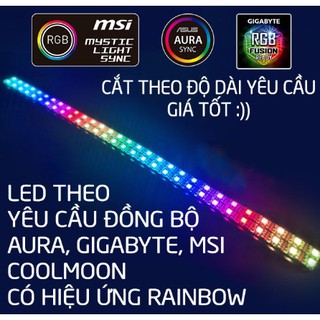 RGB
msi
MYSTIC
LIGHT
SYNC
ASUS
AURA
SYNC
GIGABYTE
RGB
FUSION
CẮT THEO ĐỘ DÀI YÊU CẦU
GIÁ TỐT :))
LED THEO
YÊU CẦU ĐỒNG BỘ
AURA, GIGABYTE, MSI
COOLMOON
CÓ HIỆU ỨNG RAINBOW